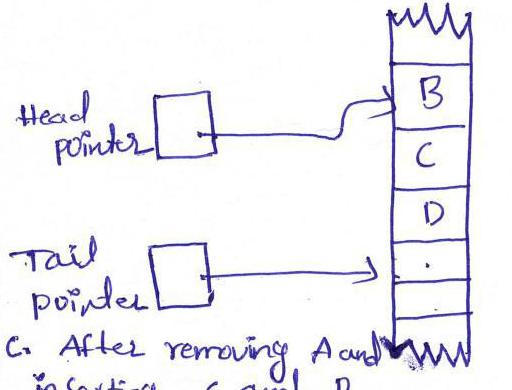 B
Head
pointer
C
D
Tail
pointer
C. After removing A and
inserting C and D